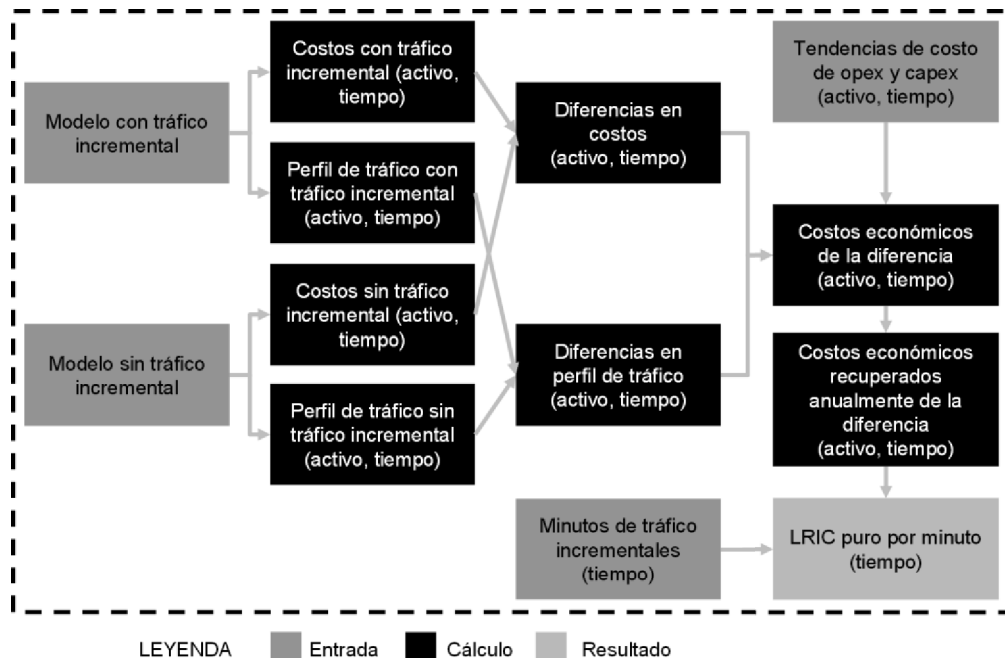 Modelo con tráfico
incremental
Modelo sin tráfico
incremental
Costos con tráfico
incremental (activo,
tiempo)
Perfil de tráfico con
tráfico incremental
(activo, tiempo)
Costos sin tráfico
incremental (activo,
tiempo)
Perfil de tráfico sin
tráfico incremental
(activo, tiempo)
Diferencias en
costos
(activo, tiempo)
Diferencias en
perfil de tráfico
(activo, tiempo)
Minutos de tráfico
incrementales
(tiempo)
Tendencias de costo
de opex y capex
(activo, tiempo)
Costos económicos
de la diferencia
(activo, tiempo)
Costos económicos
recuperados
anualmente de la
diferencia
(activo, tiempo)
LRIC puro por minuto
(tiempo)
LEYENDA
Entrada
Cálculo
Resultado